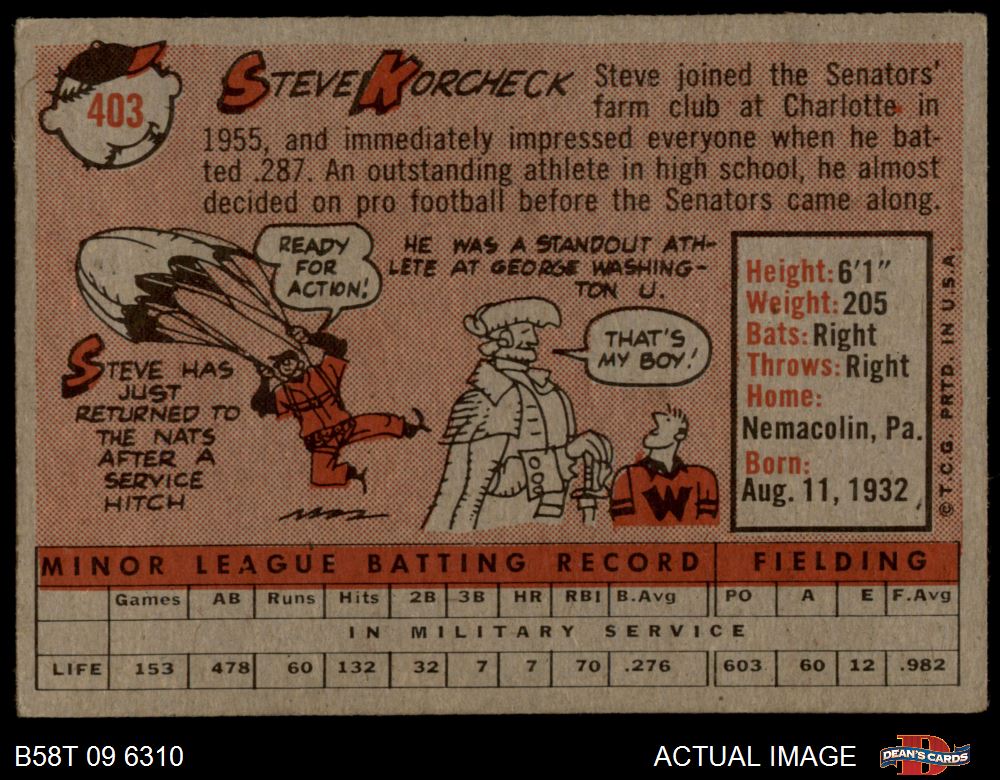 403
STEVE KORCHECK
Steve joined the Senators'
farm club at Charlotte in
1955, and immediately impressed everyone when he bat-
ted .287. An outstanding athlete in high school, he almost
decided on pro football before the Senators came along.
READY
FOR
ACTION!
STEVE HAS
JUST
RETURNED TO
THE NATS
AFTER A
SERVICE
HITCH
HE WAS A STANDOUT ATH-
LETE AT GEORGE WASHING-
TON U.
THAT'S
MY BOY!
W
Height: 6'1"
Weight: 205
Bats: Right
Throws: Right
Home:
Nemacolin, Pa.
Born:
Aug. 11, 1932
© T.C.G. PRTD. IN U.S.A.
MINOR LEAGUE BATTING RECORD FIELDING
Games AB Runs Hits 2B 3B HR RBI B.Avg PO A E F.Avg
IN MILITARY SERVICE
LIFE 153 478 60 132 32 7 7 70 .276 603 60 12 .982
B58T 09 6310
ACTUAL IMAGE
D
DEAN'S CARDS